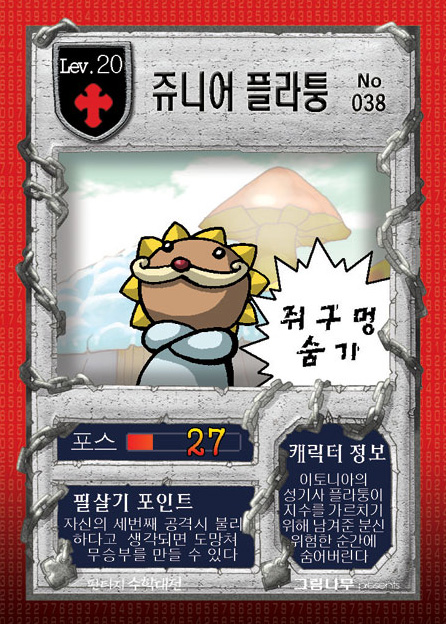 Lev. 20
쥬니어 플라퉁
No
038
쥐구멍
숨기
포스
27
필살기 포인트
자신의 세번째 공격시 불리
하다고 생각되면 도망쳐
무승부를 만들 수 있다
캐릭터 정보
이토니아의
성기사 플라퉁이
지수를 가르치기
위해 남겨준 분신
위험한 순간에
숨어버린다
판타지 수학대전
그림나무 presents